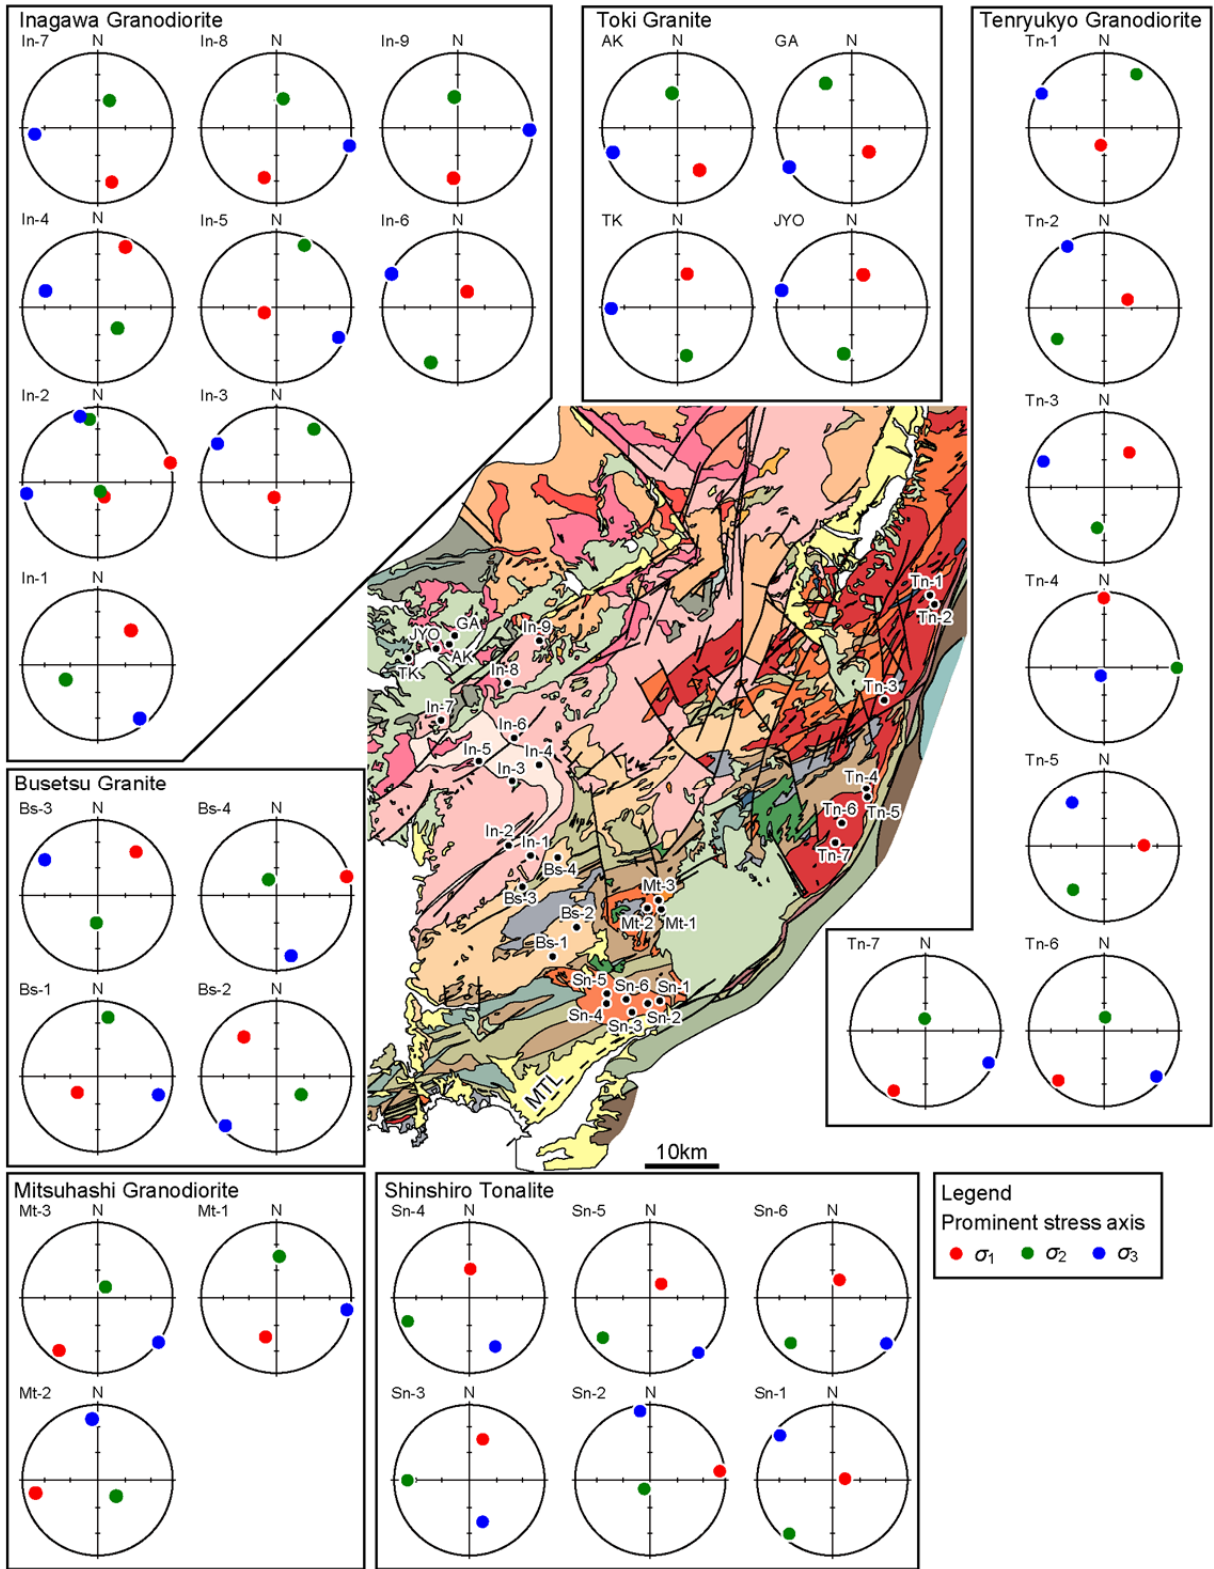 Inagawa Granodiorite
In-7 N
In-8 N
In-9 N
In-4 N
In-5 N
In-6 N
In-2 N
In-3 N
In-1 N
Toki Granite
AK N
GA N
TK N
JYO N
Tenryukyo Granodiorite
Tn-1 N
Tn-2 N
Tn-3 N
Tn-4 N
Tn-5 N
Tn-7 N
Tn-6 N
Busetsu Granite
Bs-3 N
Bs-4 N
Bs-1 N
Bs-2 N
Tn-1
Tn-2
GA
JYO
AK
TK
In-9
In-8
In-7
In-6
In-5
In-4
In-3
Tn-3
Tn-4
Tn-5
Tn-6
Tn-7
In-2
In-1
Bs-4
Bs-3
Bs-2
Bs-1
Mt-3
Mt-2
Mt-1
Sn-5
Sn-6
Sn-1
Sn-4
Sn-3
Sn-2
MTL
10km
Mitsuhashi Granodiorite
Mt-3 N
Mt-1 N
Mt-2 N
Shinshiro Tonalite
Sn-4 N
Sn-5 N
Sn-6 N
Sn-3 N
Sn-2 N
Sn-1 N
Legend
Prominent stress axis
σ1 σ2 σ3